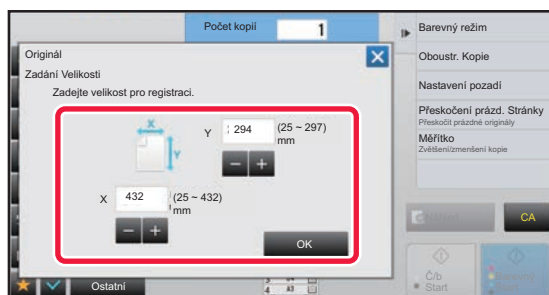 Počet kopií 1
Originál
Zadání Velikosti
Zadejte velikost pro registraci.
X
Y
Y 294 (25 ~ 297)
mm
X 432 (25 ~ 432)
mm
OK
Ostatní
A3
4
Barevný režim
Oboustr. Kopie
Nastavení pozadí
Přeskočení prázd. Stránky
Přeskočit prázdné originály
Měřítko
Zvětšení/zmenšení kopie
CA
Č/b
Start